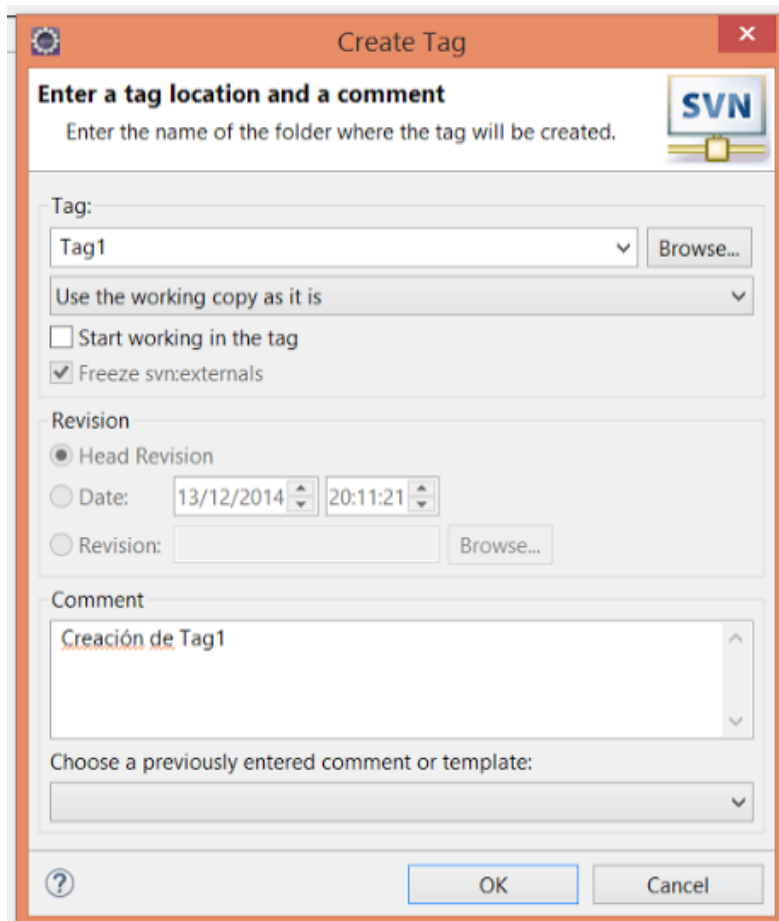 Create Tag
Enter a tag location and a comment
Enter the name of the folder where the tag will be created.
SVN
Tag:
Tag1
Browse...
Use the working copy as it is
Start working in the tag
Freeze svn:externals
Revision
Head Revision
Date: 13/12/2014 20:11:21
Revision: Browse...
Comment
Creación de Tag1
Choose a previously entered comment or template:
?
OK Cancel